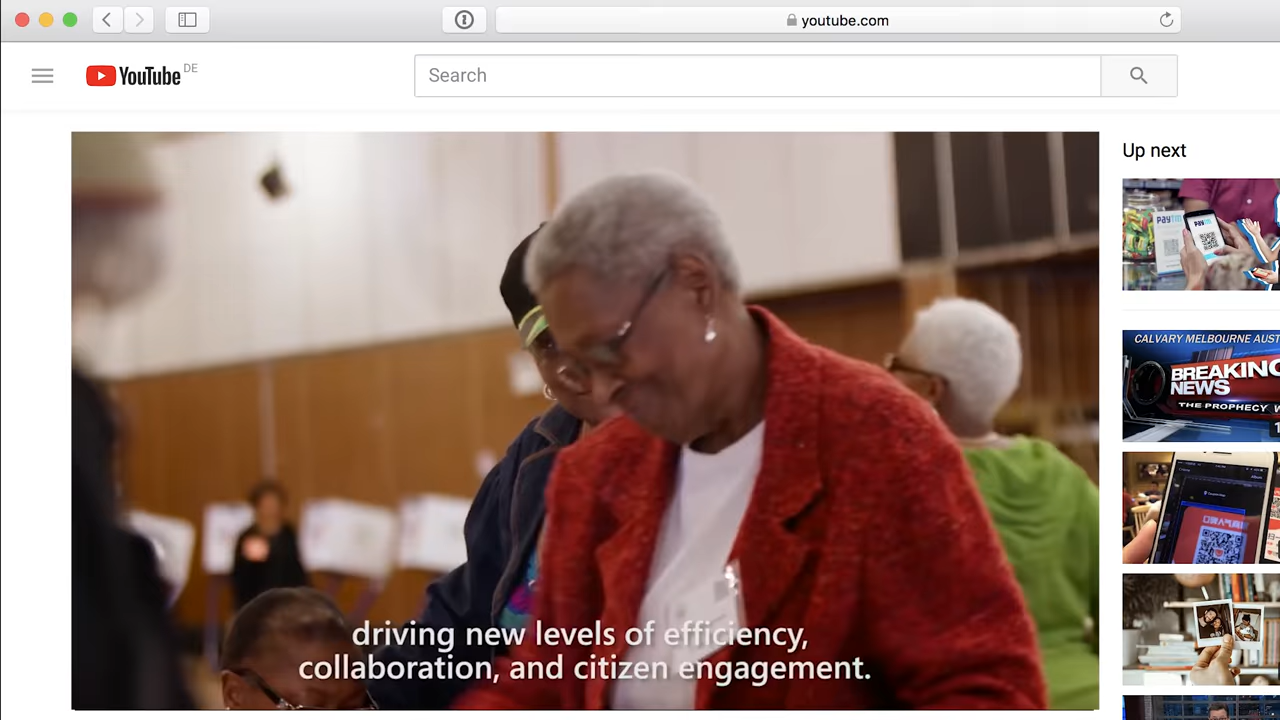 youtube.com
YouTube DE
Search
Up next
driving new levels of efficiency,
collaboration, and citizen engagement.
CALVARY MELBOURNE AUST
BREAKING
NEWS
THE PROPHECY W